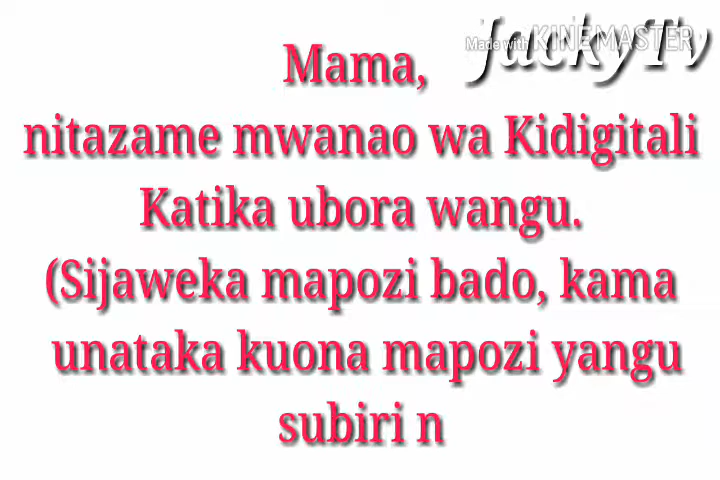 JackyTv
Made with KINEMASTER
Mama,
nitazame mwanao wa Kidigitali
Katika ubora wangu.
(Sijaweka mapozi bado, kama
unataka kuona mapozi yangu
subiri n